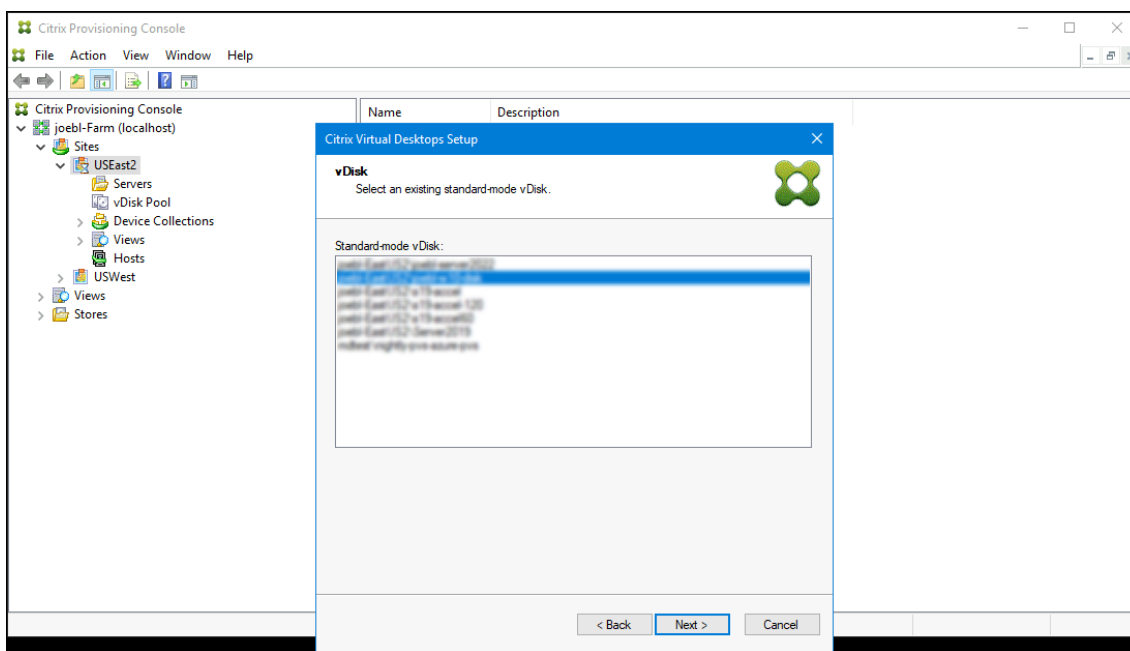 Citrix Provisioning Console
File Action View Window Help
Citrix Provisioning Console
joebl-Farm (localhost)
Sites
USEast2
Servers
vDisk Pool
Device Collections
Views
Hosts
USWest
Views
Stores
Name Description
Citrix Virtual Desktops Setup
vDisk
Select an existing standard-mode vDisk.
Standard-mode vDisk:
< Back Next > Cancel